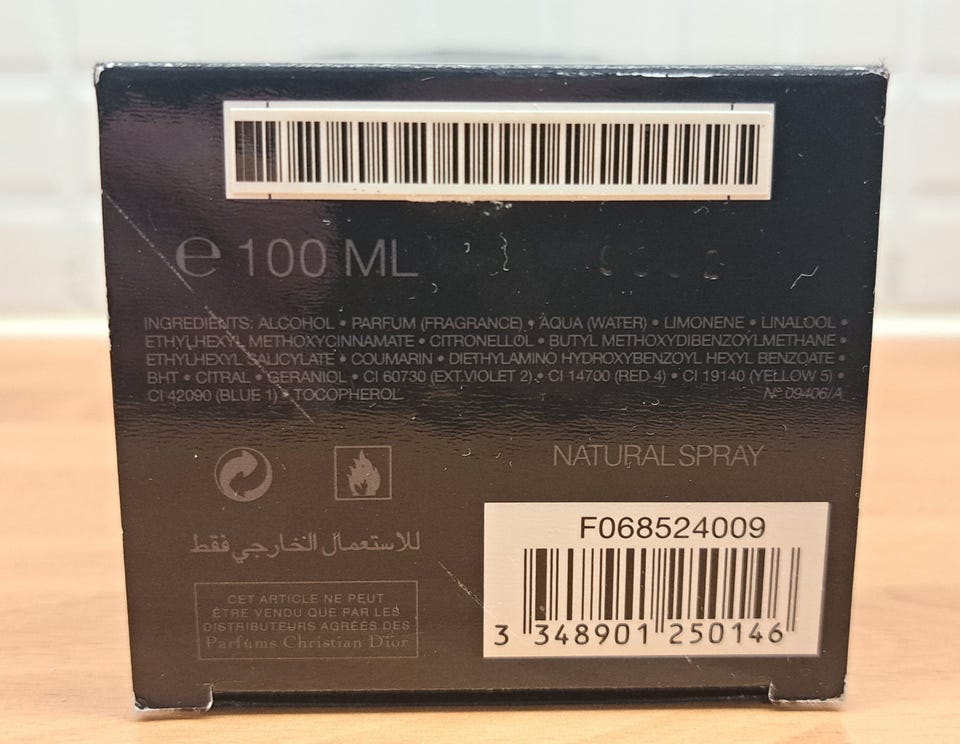 ℮ 100 ML
INGREDIENTS: ALCOHOL • PARFUM (FRAGRANCE) • AQUA (WATER) • LIMONENE • LINALOOL •
ETHYLHEXYL METHOXYCINNAMATE • CITRONELLOL • BUTYL METHOXYDIBENZOYLMETHANE •
ETHYLHEXYL SALICYLATE • COUMARIN • DIETHYLAMINO HYDROXYBENZOYL HEXYL BENZOATE •
BHT • CITRAL • GERANIOL • CI 60730 (EXT.VIOLET 2) • CI 14700 (RED 4) • CI 19140 (YELLOW 5) •
CI 42090 (BLUE 1) • TOCOPHEROL.
N° 09406/A
NATURAL SPRAY
للاستعمال الخارجي فقط
CET ARTICLE NE PEUT
ÊTRE VENDU QUE PAR LES
DISTRIBUTEURS AGRÉÉS DES
Parfums Christian Dior
F068524009
3 348901 250146